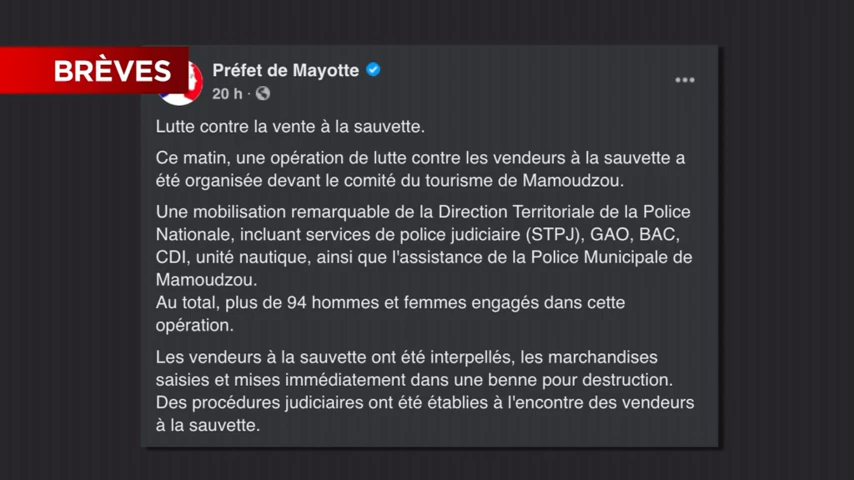 BRÈVES
Préfet de Mayotte
20 h ·
Lutte contre la vente à la sauvette.
Ce matin, une opération de lutte contre les vendeurs à la sauvette a
été organisée devant le comité du tourisme de Mamoudzou.
Une mobilisation remarquable de la Direction Territoriale de la Police
Nationale, incluant services de police judiciaire (STPJ), GAO, BAC,
CDI, unité nautique, ainsi que l'assistance de la Police Municipale de
Mamoudzou.
Au total, plus de 94 hommes et femmes engagés dans cette
opération.
Les vendeurs à la sauvette ont été interpellés, les marchandises
saisies et mises immédiatement dans une benne pour destruction.
Des procédures judiciaires ont été établies à l'encontre des vendeurs
à la sauvette.